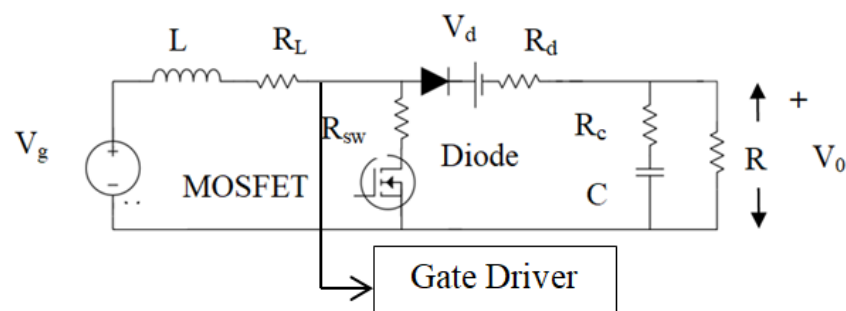 L
R_L
V_d
R_d
V_g
R_sw
MOSFET
Diode
R_c
C
R
+
V_0
Gate Driver